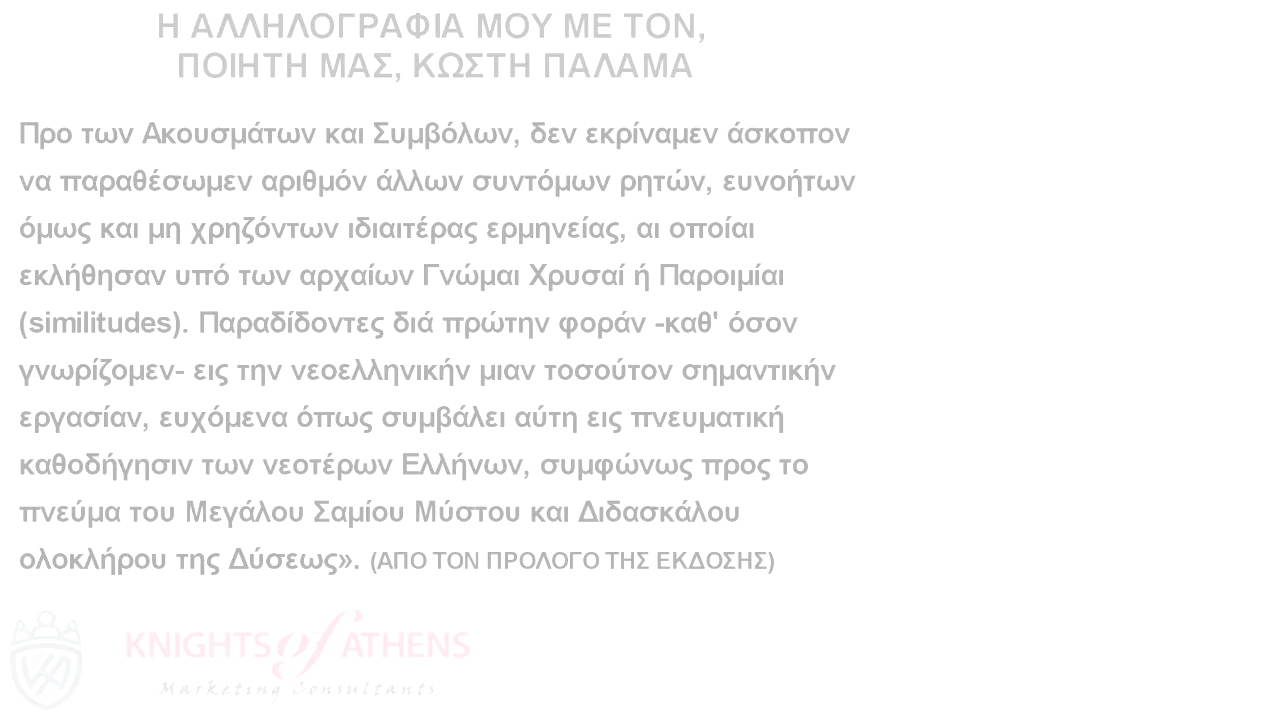 Η ΑΛΛΗΛΟΓΡΑΦΙΑ ΜΟΥ ΜΕ ΤΟΝ,
ΠΟΙΗΤΗ ΜΑΣ, ΚΩΣΤΗ ΠΑΛΑΜΑ
Προ των Ακουσμάτων και Συμβόλων, δεν εκρίναμεν άσκοπον
να παραθέσωμεν αριθμόν άλλων συντόμων ρητών, ευνοήτων
όμως και μη χρηζόντων ιδιαιτέρας ερμηνείας, αι οποίαι
εκλήθησαν υπό των αρχαίων Γνώμαι Χρυσαί ή Παροιμίαι
(similitudes). Παραδίδοντες διά πρώτην φοράν -καθ' όσον
γνωρίζομεν- εις την νεοελληνικήν μιαν τοσούτον σημαντικήν
εργασίαν, ευχόμενα όπως συμβάλει αύτη εις πνευματική
καθοδήγησιν των νεοτέρων Ελλήνων, συμφώνως προς το
πνεύμα του Μεγάλου Σαμίου Μύστου και Διδασκάλου
ολοκλήρου της Δύσεως». (ΑΠΟ ΤΟΝ ΠΡΟΛΟΓΟ ΤΗΣ ΕΚΔΟΣΗΣ)
KNIGHTS of ATHENS
Marketing Consultants